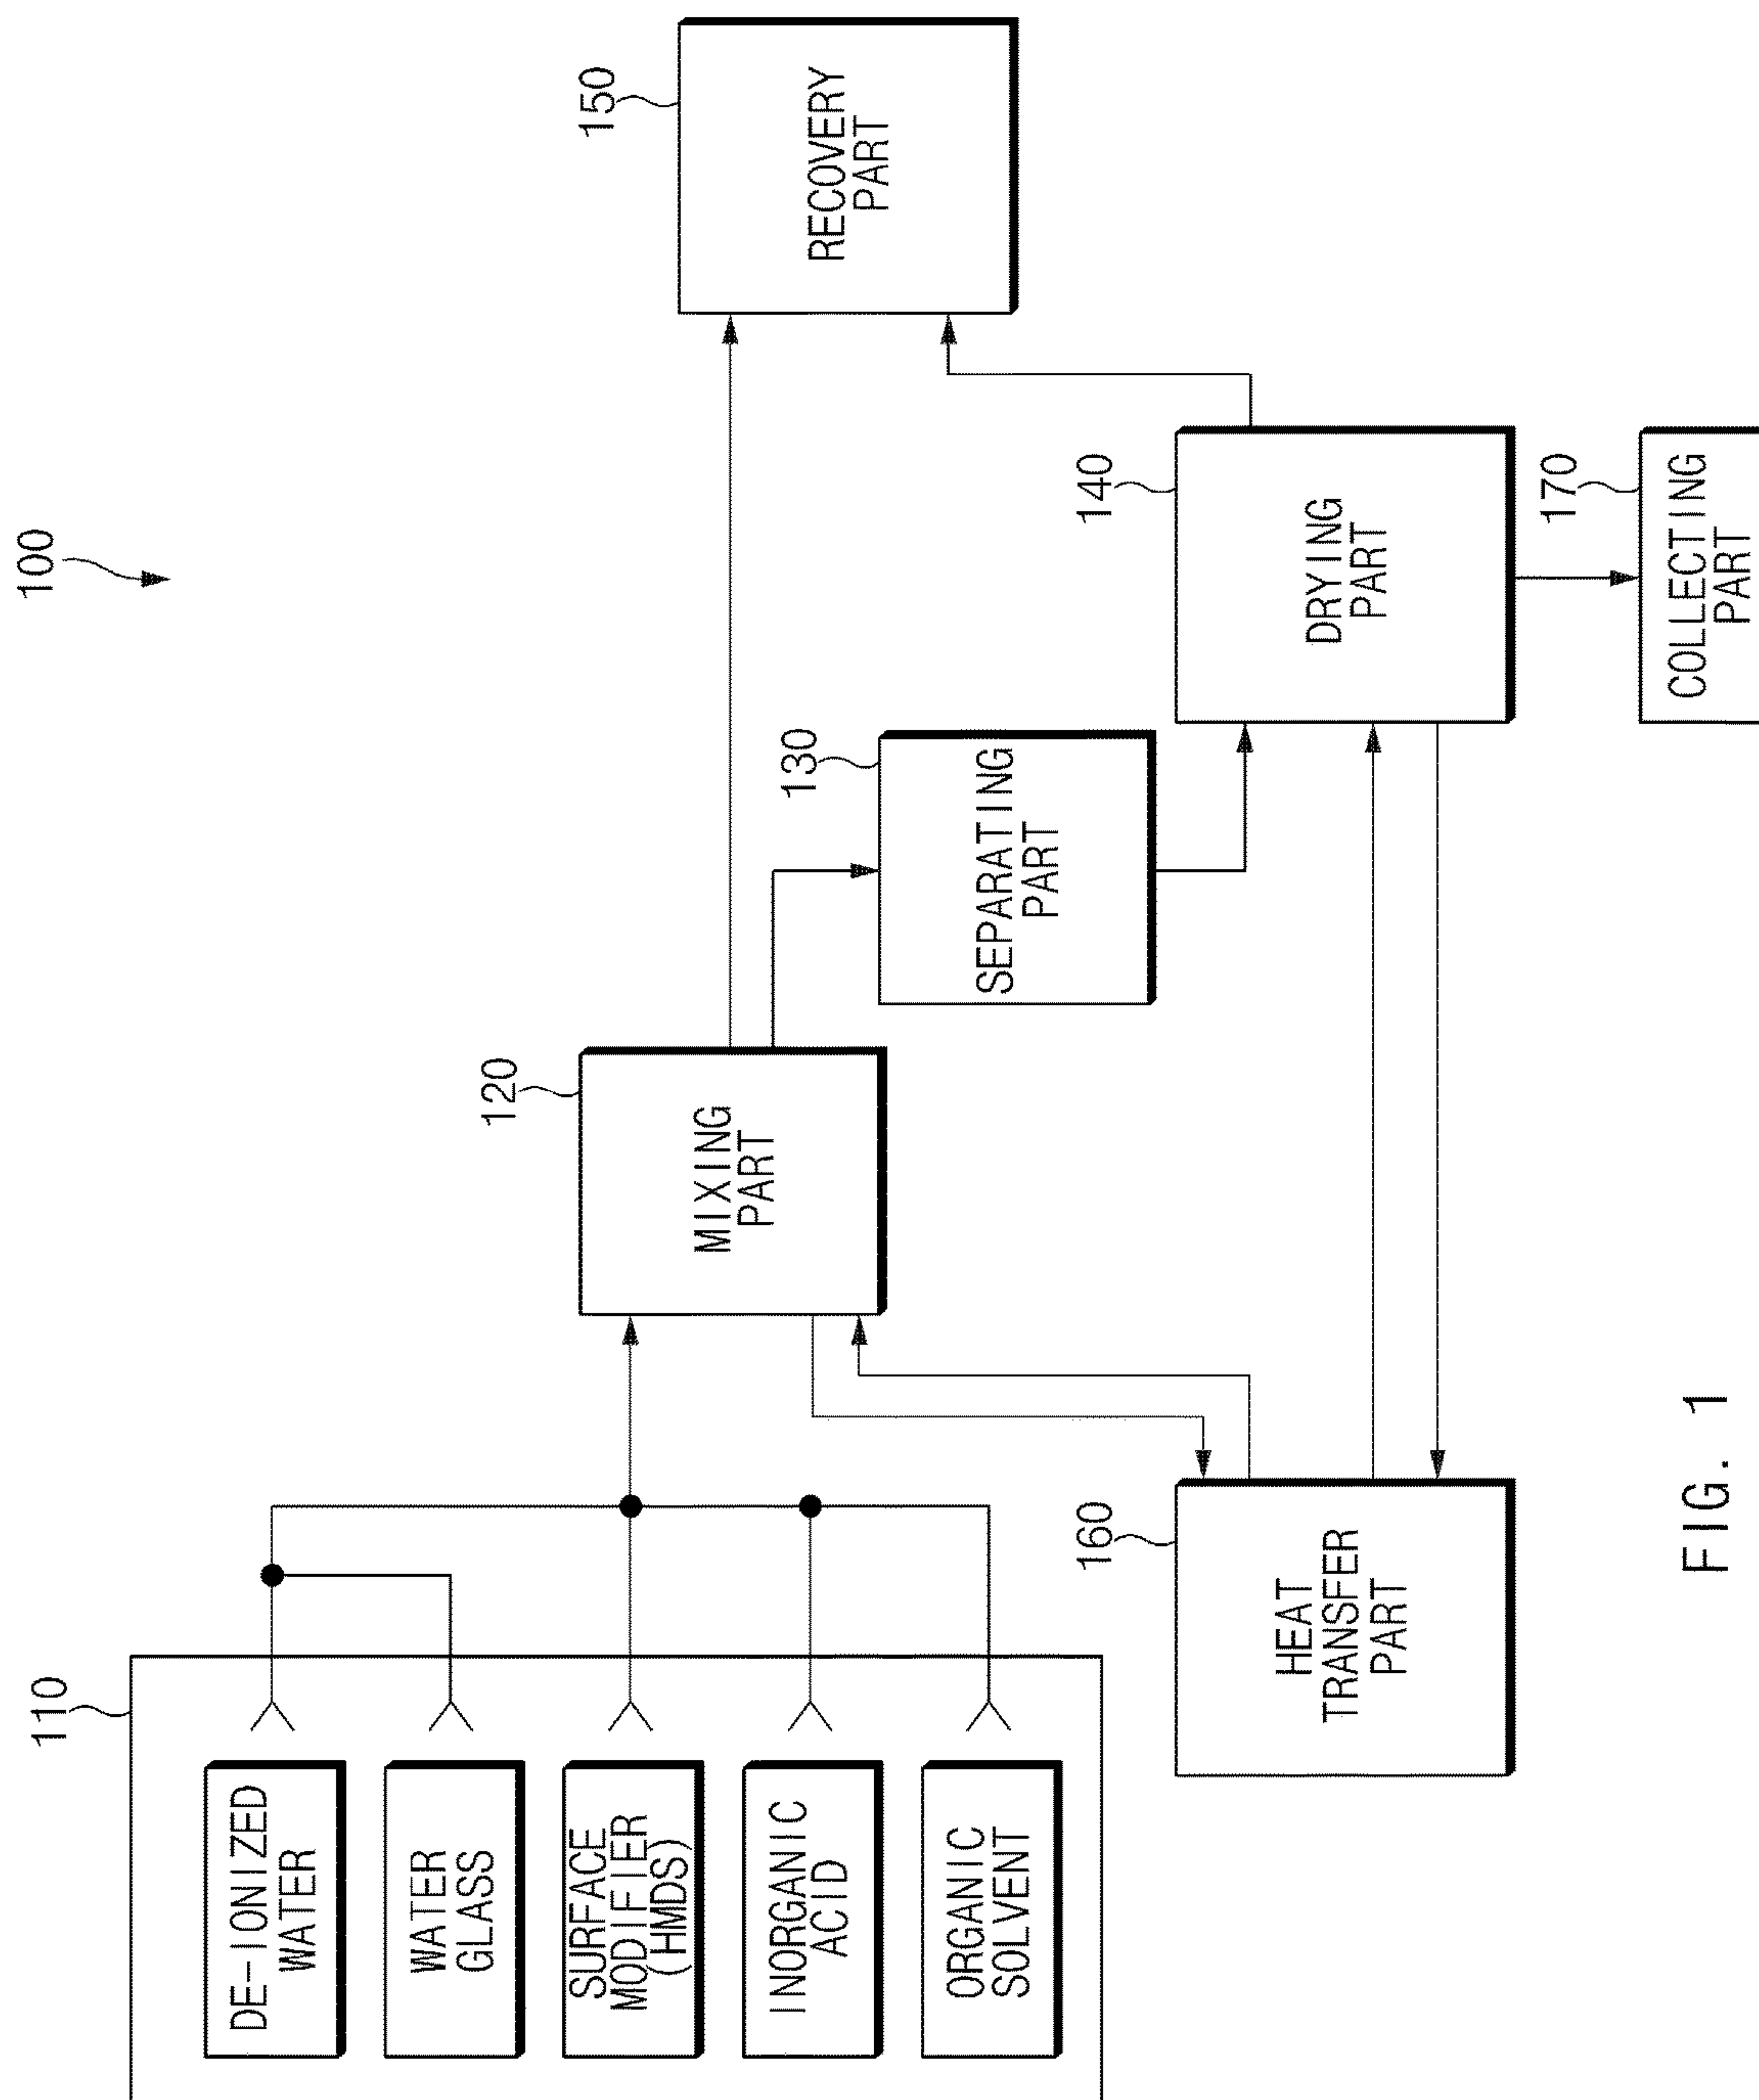 100
110
DE-IONIZED
WATER
WATER
GLASS
SURFACE
MODIFIER
(HMDS)
INORGANIC
ACID
ORGANIC
SOLVENT
120
MIXING
PART
130
SEPARATING
PART
140
DRYING
PART
150
RECOVERY
PART
160
HEAT
TRANSFER
PART
170
COLLECTING
PART
FIG. 1